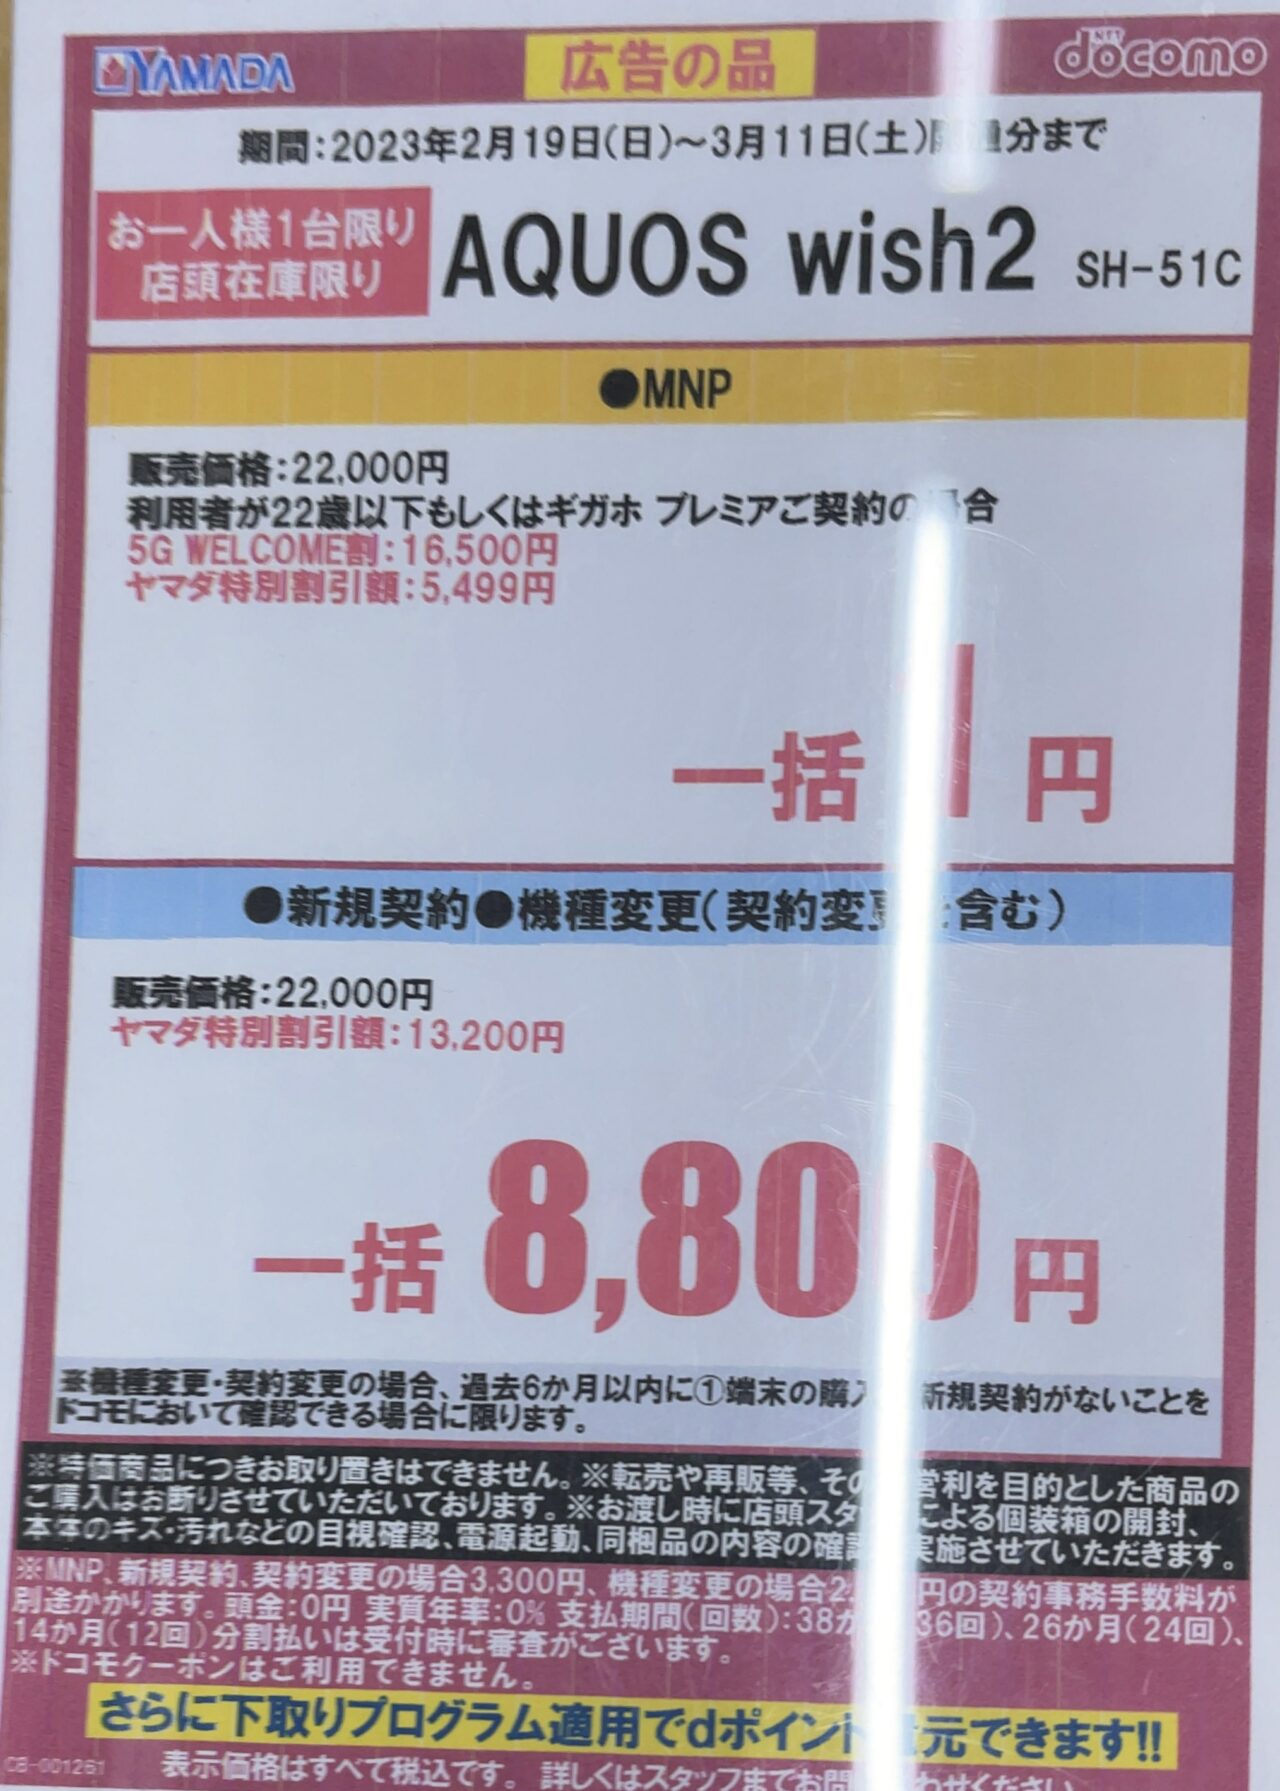 YAMADA 広告の品 NTT docomo
期間:2023年2月19日(日)～3月11日(土)開通分まで
お一人様1台限り
店頭在庫限り
AQUOS wish2 SH-51C
●MNP
販売価格:22,000円
利用者が22歳以下もしくはギガホ プレミアご契約の場合
5G WELCOME割:16,500円
ヤマダ特別割引額:5,499円
一括 1 円
●新規契約●機種変更(契約変更を含む)
販売価格:22,000円
ヤマダ特別割引額:13,200円
一括 8,800 円
※機種変更・契約変更の場合、過去6か月以内に①端末の購入 新規契約がないことを
ドコモにおいて確認できる場合に限ります。
※特価商品につきお取り置きはできません。※転売や再販等、その 営利を目的とした商品の
ご購入はお断りさせていただいております。※お渡し時に店頭スタ による個装箱の開封、
本体のキズ・汚れなどの目視確認、電源起動、同梱品の内容の確認 実施させていただきます。
※MNP、新規契約、契約変更の場合3,300円、機種変更の場合2, 円の契約事務手数料が
別途かかります。頭金:0円 実質年率:0% 支払期間(回数):38か 36回)、26か月(24回)、
14か月(12回)分割払いは受付時に審査がございます。
※ドコモクーポンはご利用できません。
さらに下取りプログラム適用でdポイント還元できます!!
CB-001261
表示価格はすべて税込です。 詳しくはスタッフまでお問い合わせください